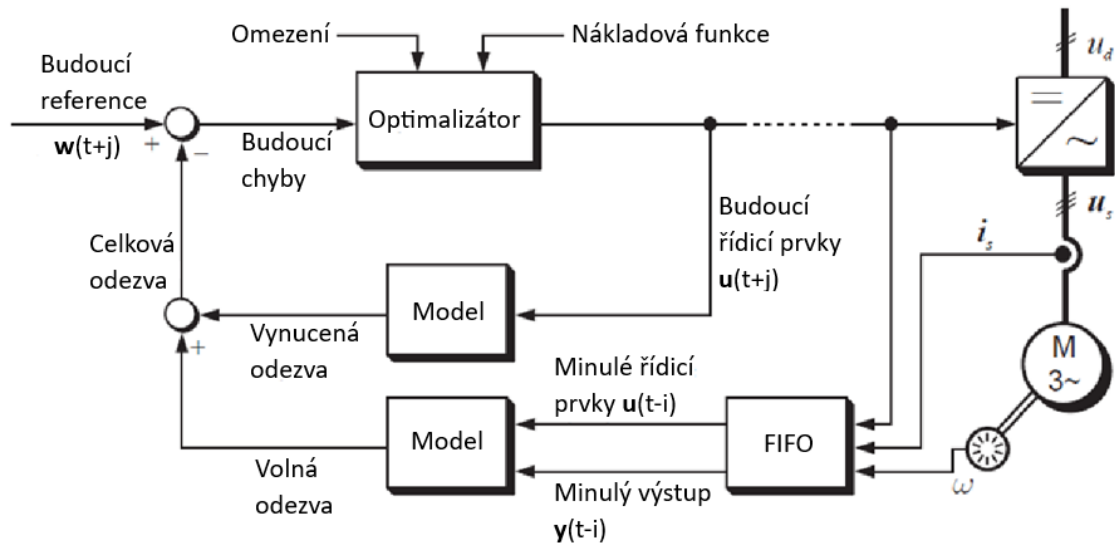 Omezení
Nákladová funkce
u_d
Budoucí
reference
w(t+j)
+
−
Budoucí
chyby
Optimalizátor
=
~
u_s
Budoucí
řídicí prvky
u(t+j)
i_s
Celková
odezva
Model
Vynucená
odezva
+
M
3~
Minulé řídicí
prvky u(t-i)
Model
FIFO
Volná
odezva
Minulý výstup
y(t-i)
ω